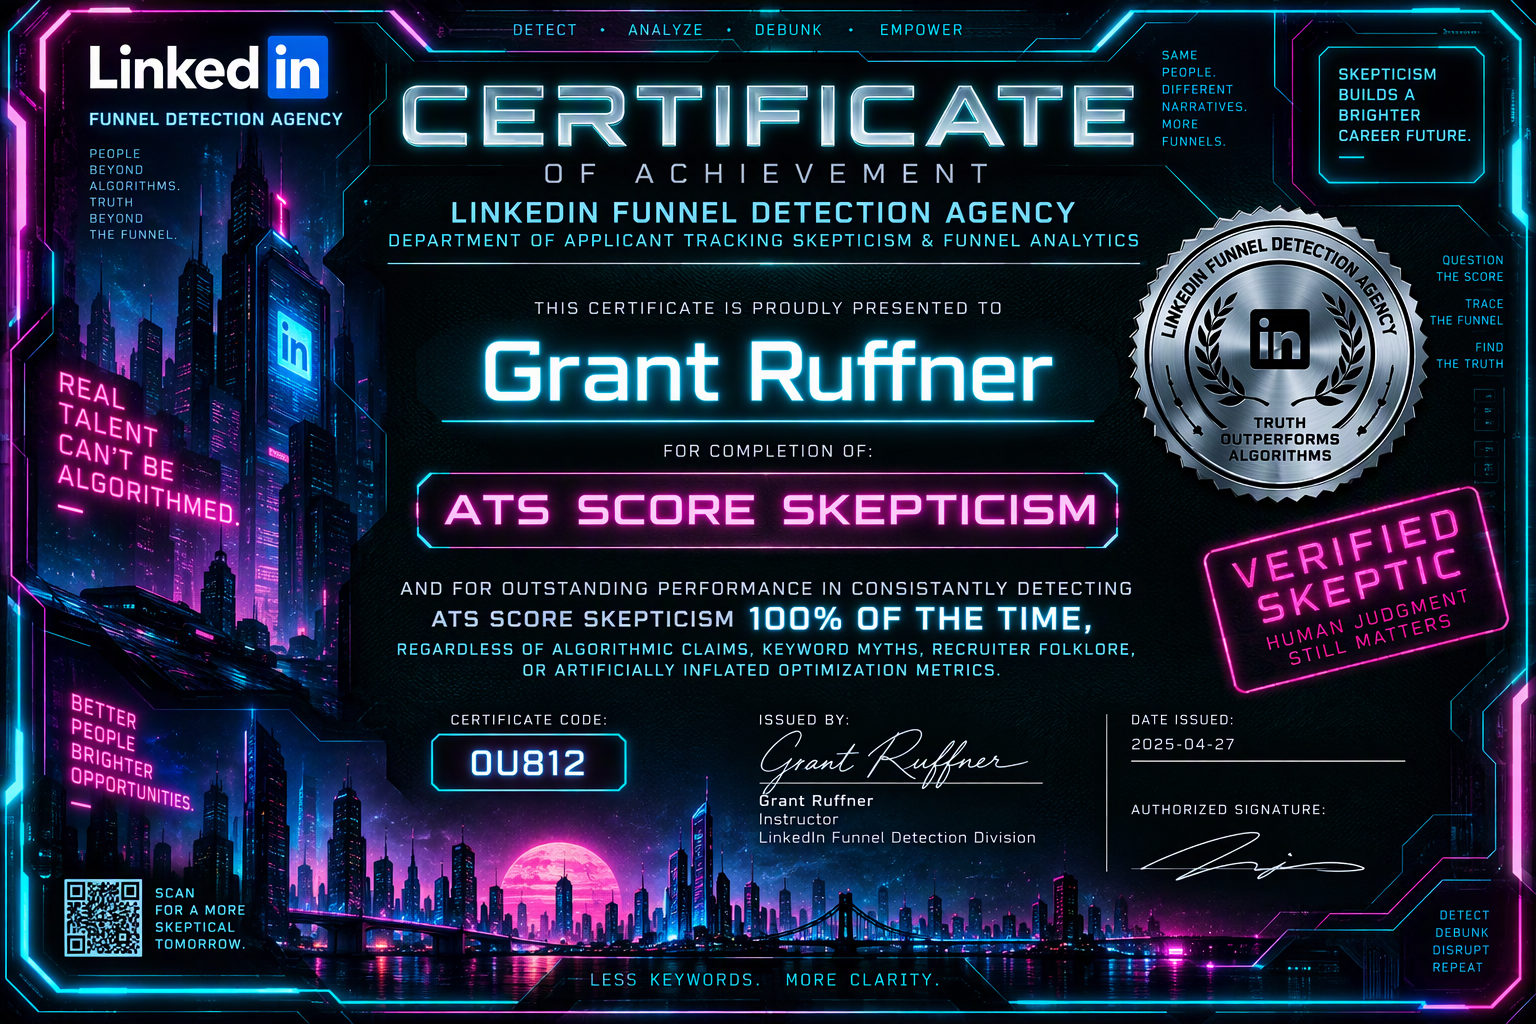 DETECT • ANALYZE • DEBUNK • EMPOWER
Linked in
FUNNEL DETECTION AGENCY
PEOPLE
BEYOND
ALGORITHMS.
TRUTH
BEYOND
THE FUNNEL.
CERTIFICATE
OF ACHIEVEMENT
LINKEDIN FUNNEL DETECTION AGENCY
DEPARTMENT OF APPLICANT TRACKING SKEPTICISM & FUNNEL ANALYTICS
SAME
PEOPLE.
DIFFERENT
NARRATIVES.
MORE
FUNNELS.
SKEPTICISM
BUILDS A
BRIGHTER
CAREER FUTURE.
THIS CERTIFICATE IS PROUDLY PRESENTED TO
Grant Ruffner
FOR COMPLETION OF:
ATS SCORE SKEPTICISM
AND FOR OUTSTANDING PERFORMANCE IN CONSISTANTLY DETECTING
ATS SCORE SKEPTICISM 100% OF THE TIME,
REGARDLESS OF ALGORITHMIC CLAIMS, KEYWORD MYTHS, RECRUITER FOLKLORE,
OR ARTIFICIALLY INFLATED OPTIMIZATION METRICS.
LINKEDIN FUNNEL DETECTION AGENCY
in
TRUTH
OUTPERFORMS
ALGORITHMS
QUESTION
THE SCORE
TRACE
THE FUNNEL
FIND
THE TRUTH
VERIFIED
SKEPTIC
HUMAN JUDGMENT
STILL MATTERS
in
REAL
TALENT
CAN'T BE
ALGORITHMED.
BETTER
PEOPLE
BRIGHTER
OPPORTUNITIES.
CERTIFICATE CODE:
0U812
ISSUED BY:
Grant Ruffner
Grant Ruffner
Instructor
LinkedIn Funnel Detection Division
DATE ISSUED:
2025-04-27
AUTHORIZED SIGNATURE:
SCAN
FOR A MORE
SKEPTICAL
TOMORROW.
LESS KEYWORDS. MORE CLARITY.
DETECT
DEBUNK
DISRUPT
REPEAT